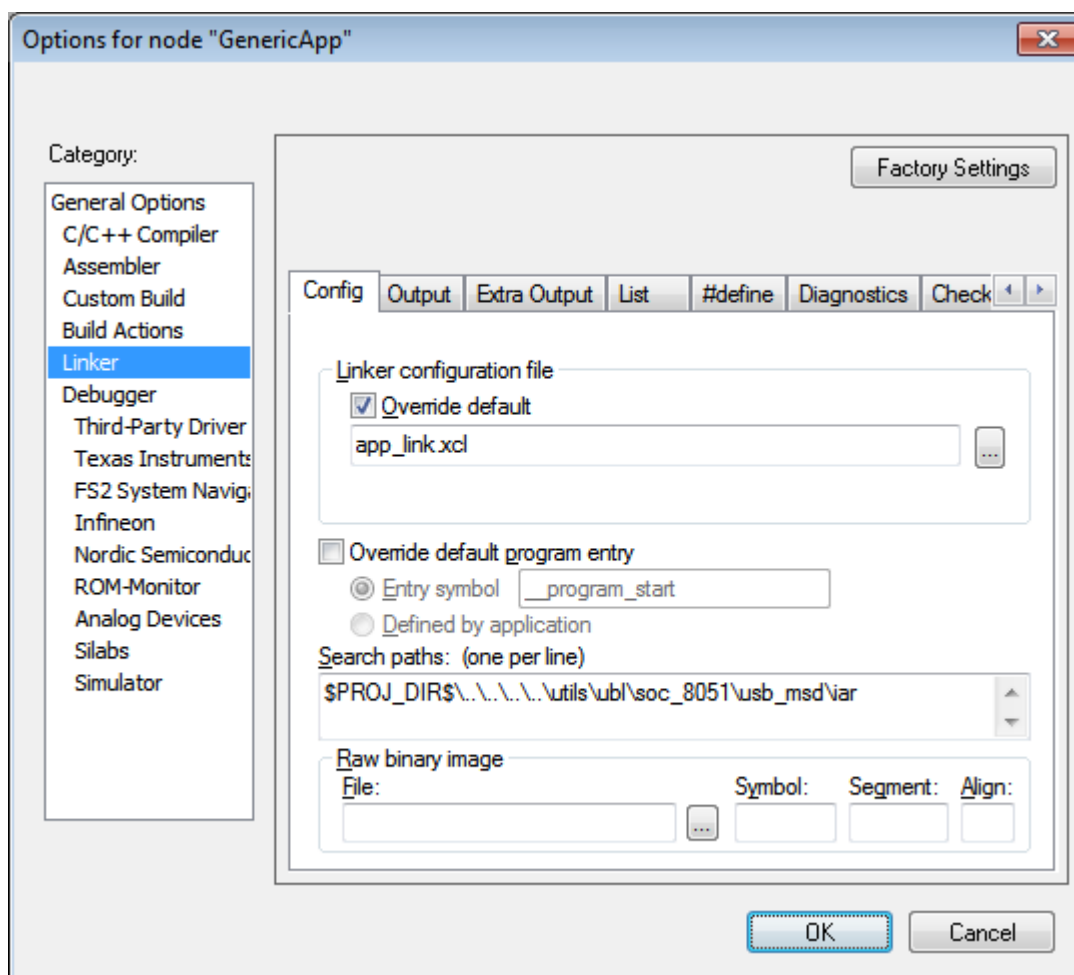 Options for node "GenericApp"
Category:
Factory Settings
General Options
C/C++ Compiler
Assembler
Custom Build
Build Actions
Linker
Debugger
Third-Party Driver
Texas Instruments
FS2 System Naviga
Infineon
Nordic Semiconduc
ROM-Monitor
Analog Devices
Silabs
Simulator
Config Output Extra Output List #define Diagnostics Check
Linker configuration file
Override default
app_link.xcl
...
Override default program entry
Entry symbol __program_start
Defined by application
Search paths: (one per line)
$PROJ_DIR$\..\..\..\..\utils\ubl\soc_8051\usb_msd\iar
Raw binary image
File: Symbol: Segment: Align:
...
OK Cancel